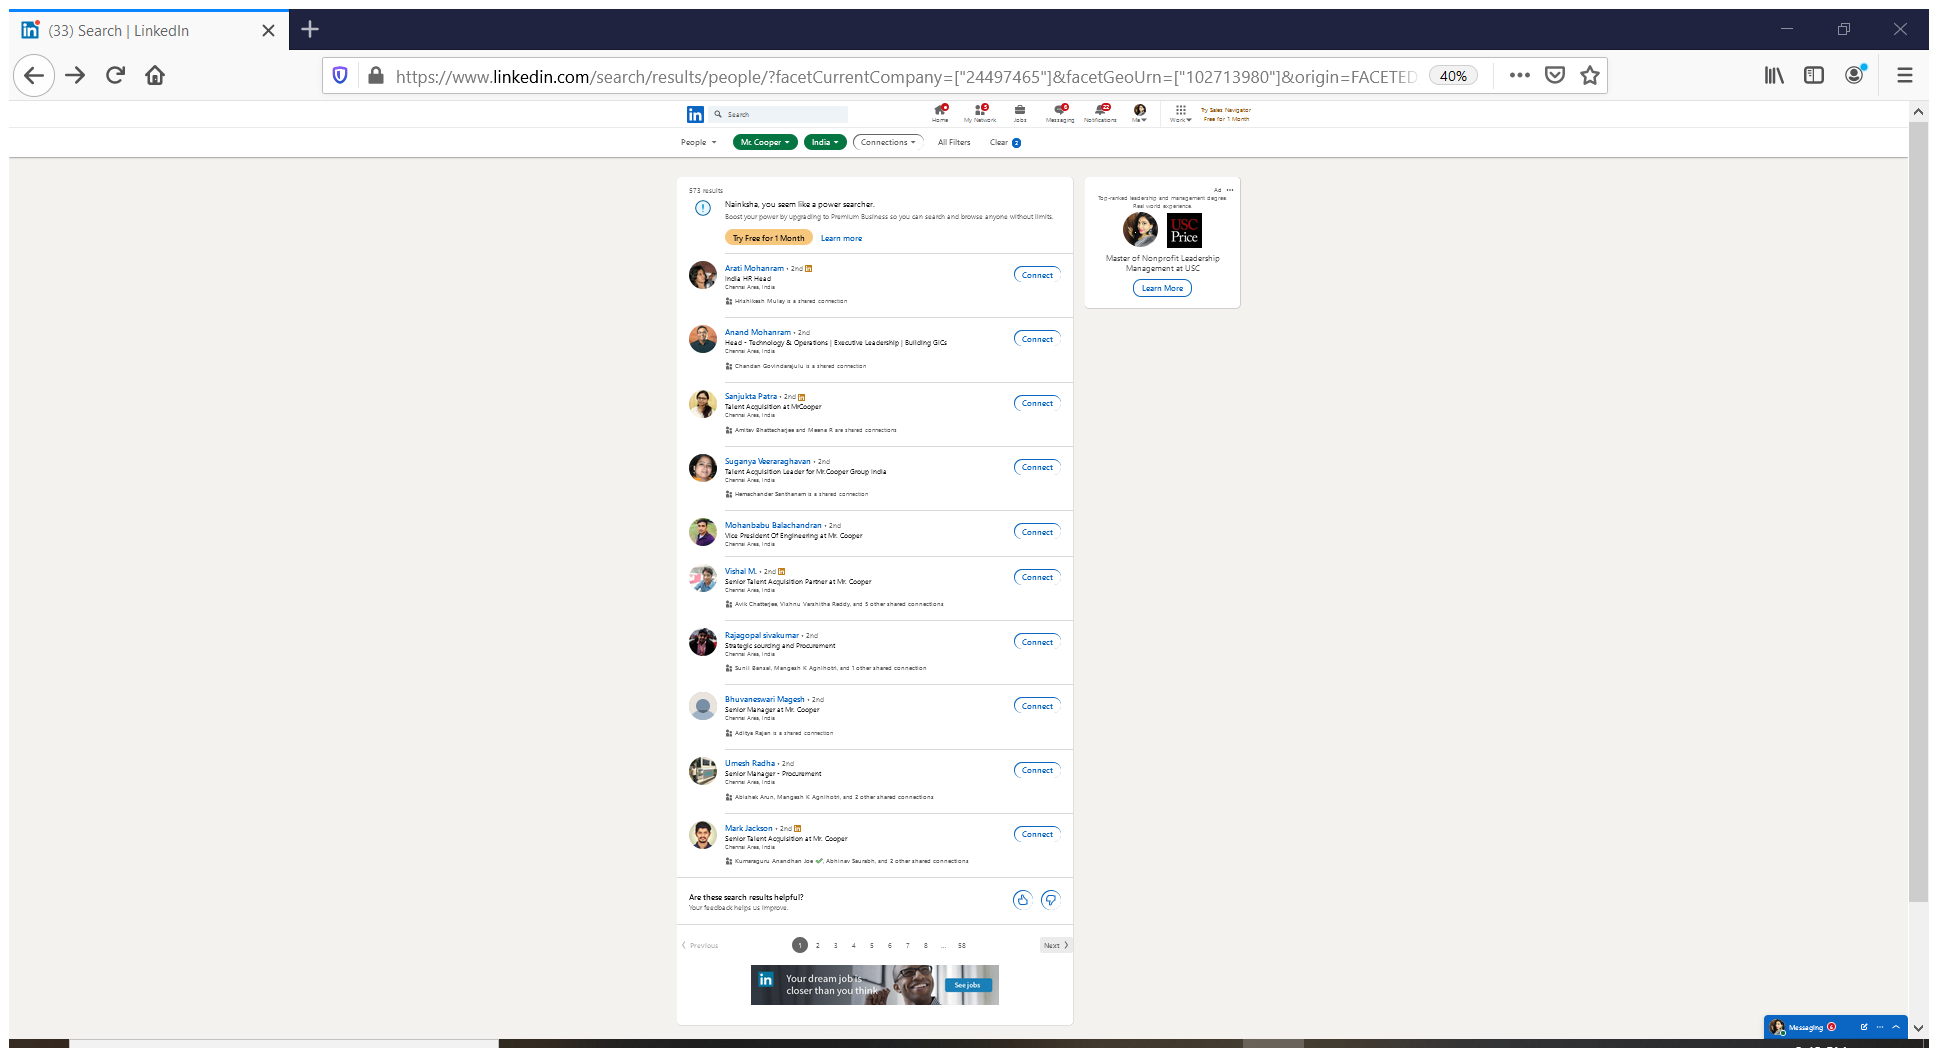 (33) Search | LinkedIn
https://www.linkedin.com/search/results/people/?facetCurrentCompany=["24497465"]&facetGeoUrn=["102713980"]&origin=FACETED
40%
in Search
Home My Network Jobs Messaging Notifications Me Work Try Sales Navigator
Free for 1 Month
People Mr. Cooper India Connections All Filters Clear 2
573 results
Nainksha, you seem like a power searcher.
Boost your power by upgrading to Premium Business so you can search and browse anyone without limits.
Try Free for 1 Month Learn more
Arati Mohanram • 2nd in
India HR Head
Chennai Area, India
Hrishikesh Mulay is a shared connection
Connect
Anand Mohanram • 2nd
Head - Technology & Operations | Executive Leadership | Building GICs
Chennai Area, India
Chandan Govindarajulu is a shared connection
Connect
Sanjukta Patra • 2nd in
Talent Acquisition at MrCooper
Chennai Area, India
Amitav Bhattacharjee and Meena R are shared connections
Connect
Suganya Veeraraghavan • 2nd
Talent Acquisition Leader for Mr.Cooper Group India
Chennai Area, India
Hemachander Santhanam is a shared connection
Connect
Mohanbabu Balachandran • 2nd
Vice President Of Engineering at Mr. Cooper
Chennai Area, India
Connect
Vishal M. • 2nd in
Senior Talent Acquisition Partner at Mr. Cooper
Chennai Area, India
Avik Chatterjee, Vishnu Varshitha Reddy, and 5 other shared connections
Connect
Rajagopal sivakumar • 2nd
Strategic sourcing and Procurement
Chennai Area, India
Sunil Bansal, Mangesh K Agnihotri, and 1 other shared connection
Connect
Bhuvaneswari Magesh • 2nd
Senior Manager at Mr. Cooper
Chennai Area, India
Aditya Rajan is a shared connection
Connect
Umesh Radha • 2nd
Senior Manager - Procurement
Chennai Area, India
Abishek Arun, Mangesh K Agnihotri, and 2 other shared connections
Connect
Mark Jackson • 2nd in
Senior Talent Acquisition at Mr. Cooper
Chennai Area, India
Kumaraguru Anandhan Joe ✔, Abhinav Saurabh, and 2 other shared connections
Connect
Are these search results helpful?
Your feedback helps us improve.
Previous 1 2 3 4 5 6 7 8 ... 58 Next
in Your dream job is
closer than you think
See jobs
Ad
Top-ranked leadership and management degree.
Real world experience.
USC
Price
Master of Nonprofit Leadership
Management at USC
Learn More
Messaging 6